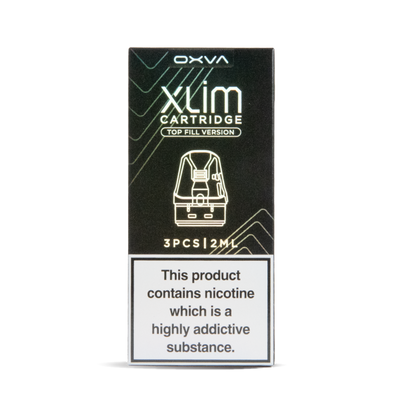 OXVA
XLIM
CARTRIDGE
TOP FILL VERSION
3PCS|2ML
This product
contains nicotine
which is a
highly addictive
substance.